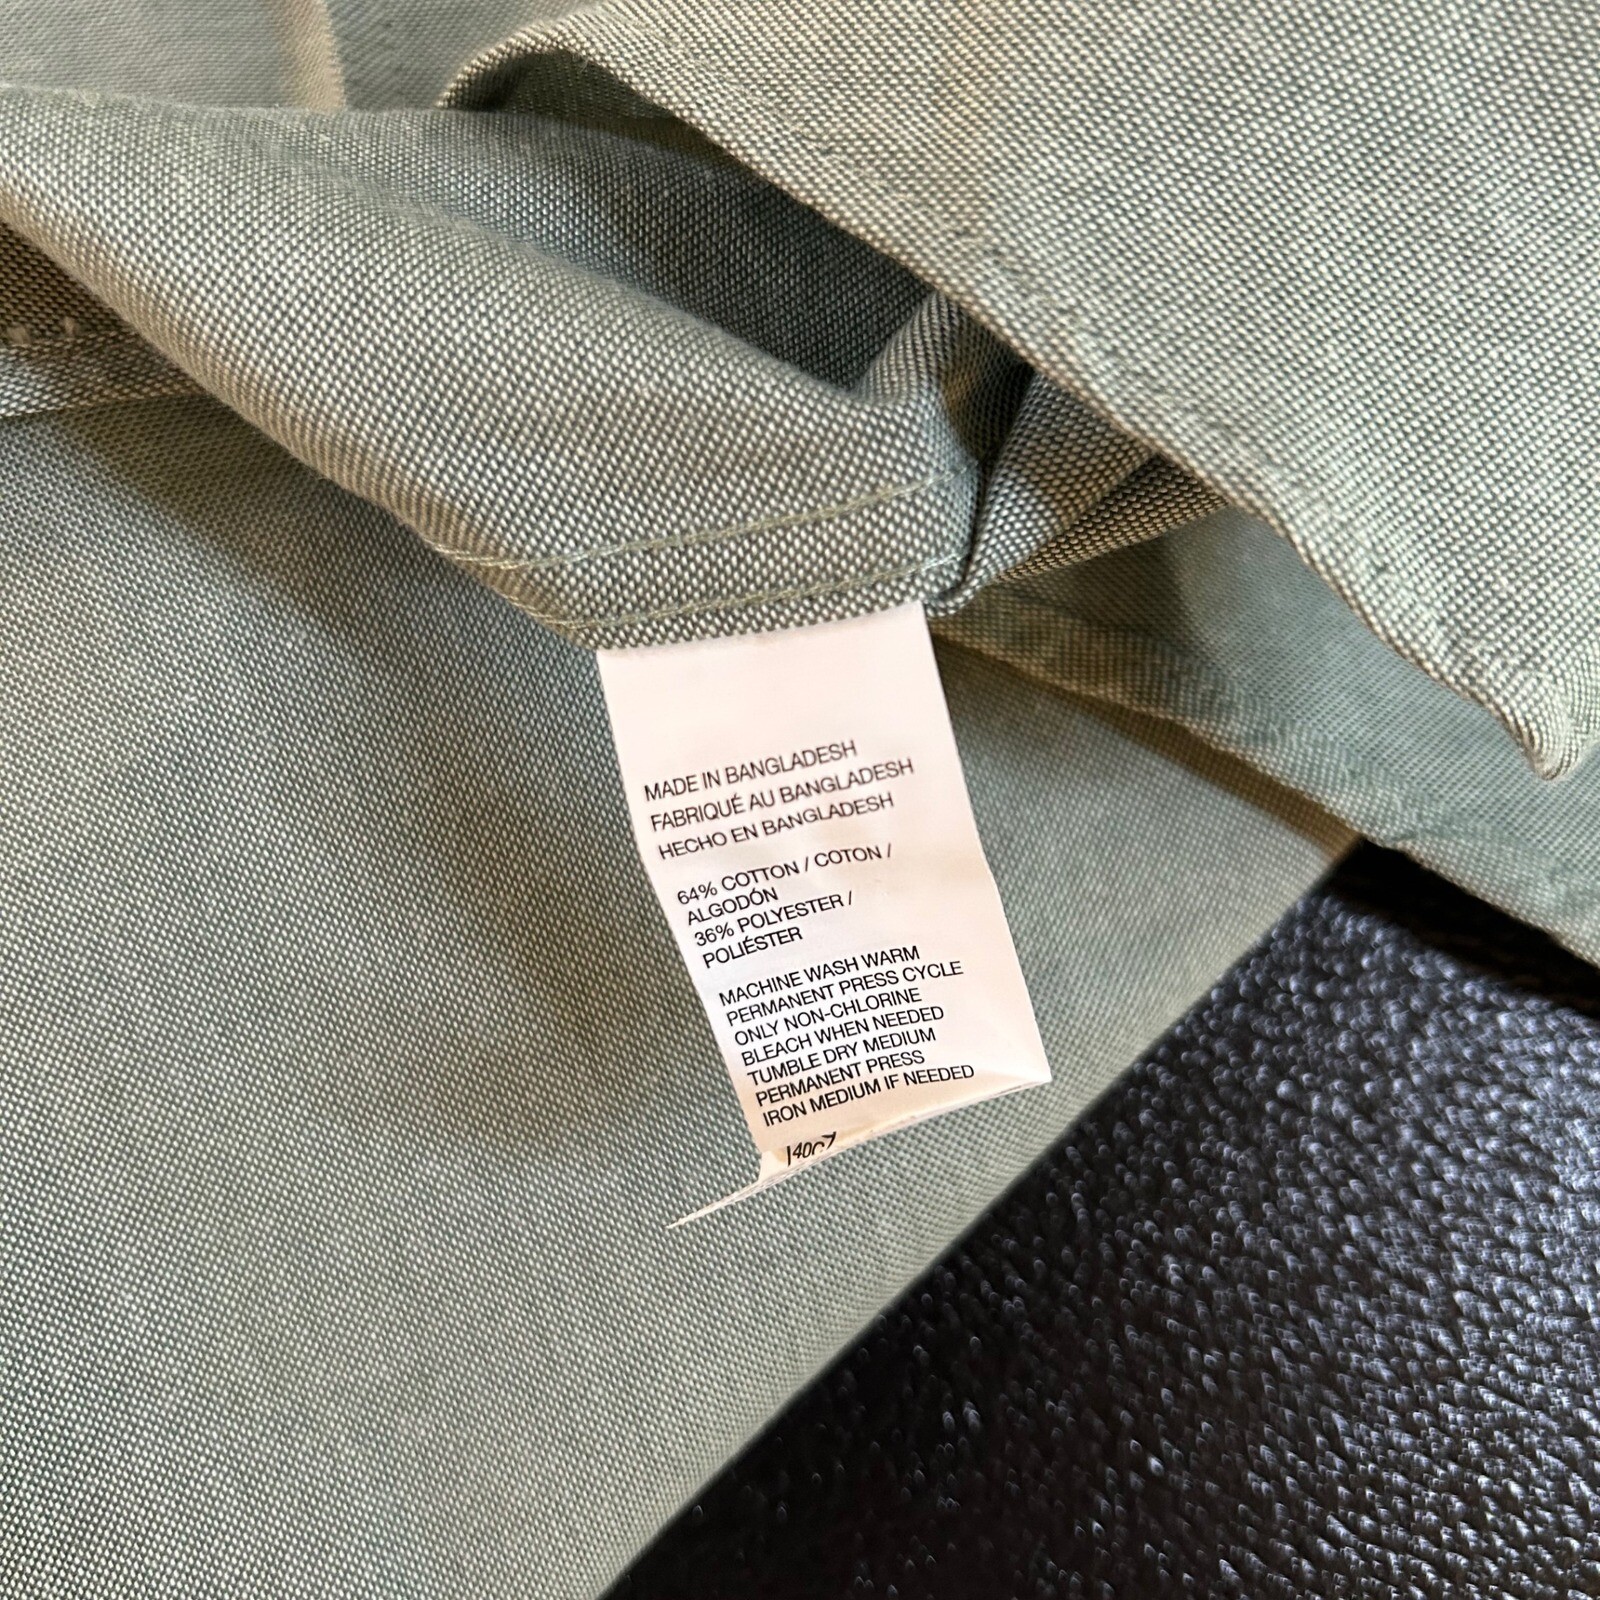 MADE IN BANGLADESH
FABRIQUÉ AU BANGLADESH
HECHO EN BANGLADESH
64% COTTON / COTON /
ALGODÓN
36% POLYESTER /
POLIÉSTER
MACHINE WASH WARM
PERMANENT PRESS CYCLE
ONLY NON-CHLORINE
BLEACH WHEN NEEDED
TUMBLE DRY MEDIUM
PERMANENT PRESS
IRON MEDIUM IF NEEDED